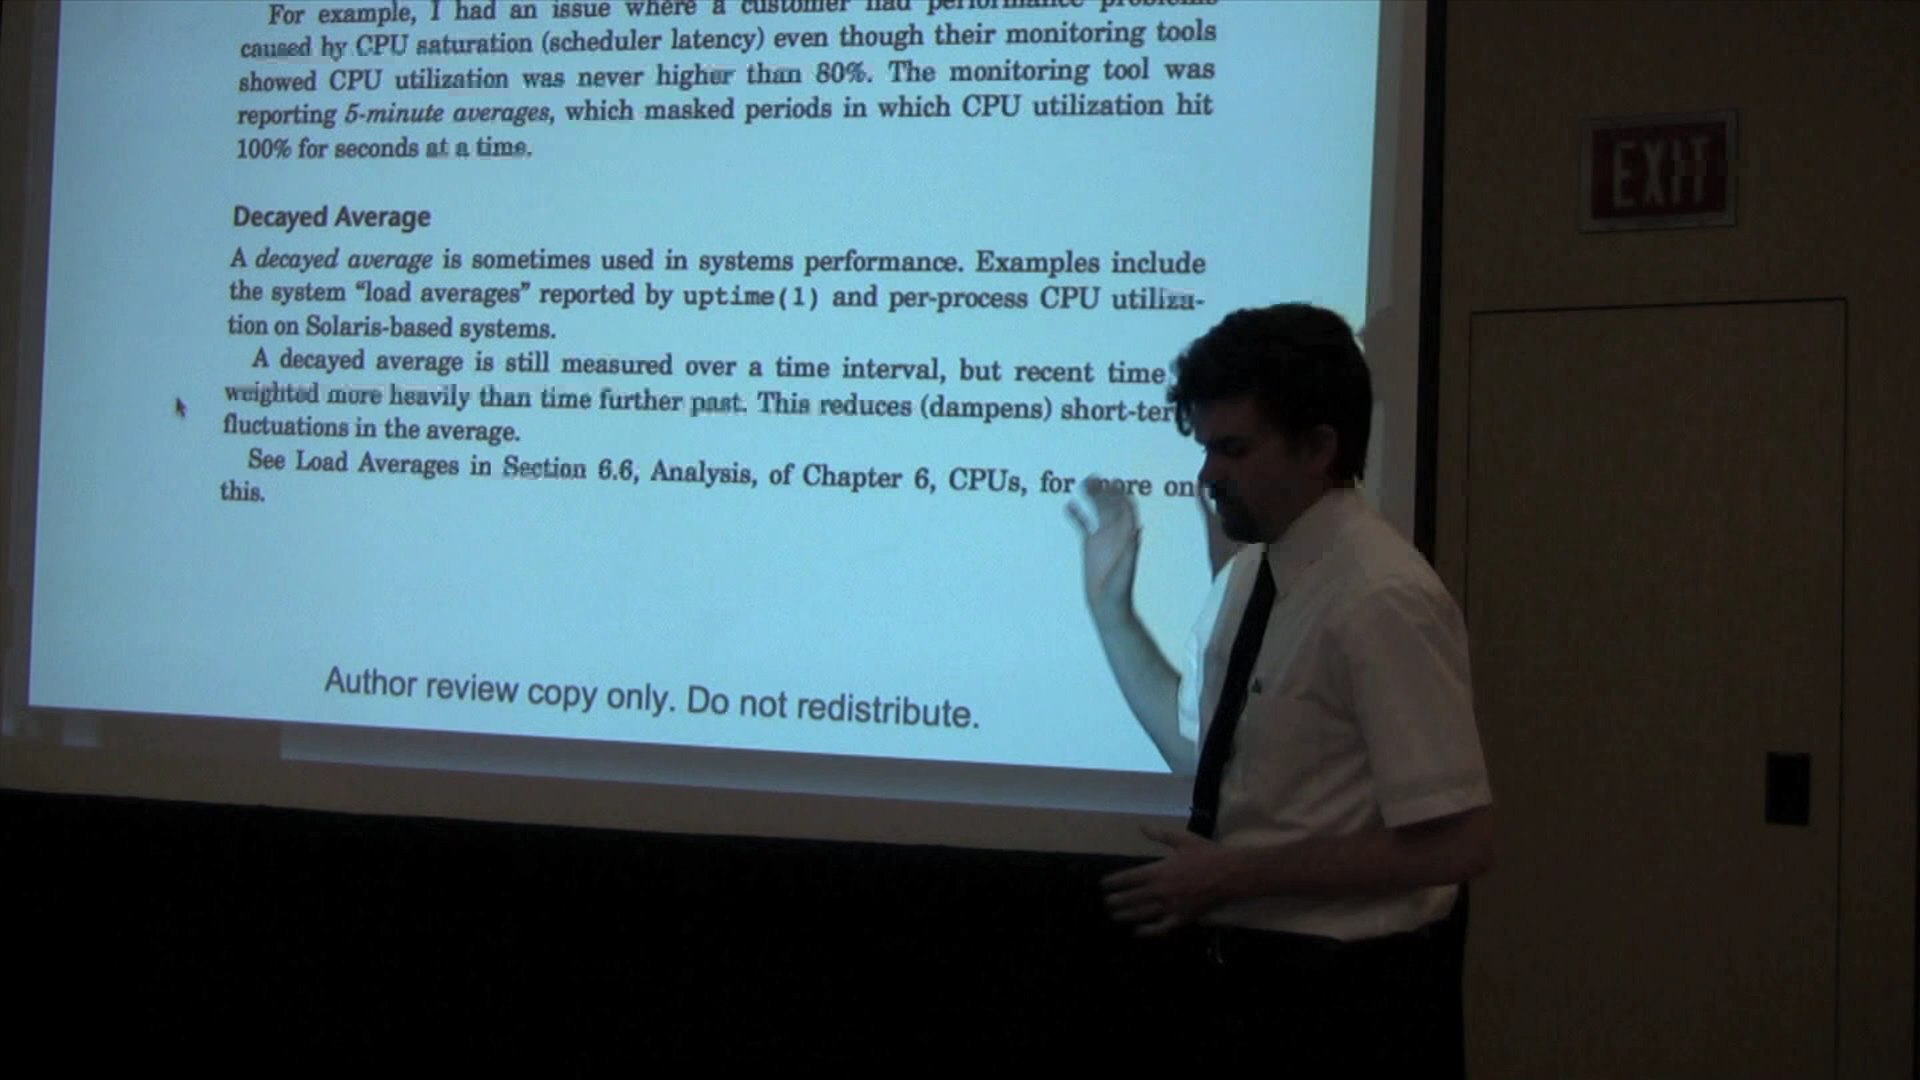 For example, I had an issue where a customer had performance problems
caused by CPU saturation (scheduler latency) even though their monitoring tools
showed CPU utilization was never higher than 80%. The monitoring tool was
reporting 5-minute averages, which masked periods in which CPU utilization hit
100% for seconds at a time.
Decayed Average
A decayed average is sometimes used in systems performance. Examples include
the system “load averages” reported by uptime(1) and per-process CPU utiliza-
tion on Solaris-based systems.
A decayed average is still measured over a time interval, but recent time
weighted more heavily than time further past. This reduces (dampens) short-ter
fluctuations in the average.
See Load Averages in Section 6.6, Analysis, of Chapter 6, CPUs, for more on
this.
Author review copy only. Do not redistribute.
EXIT